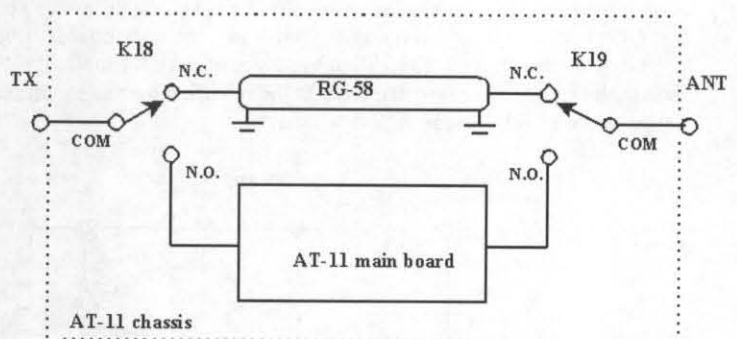 K18
K19
TX
N.C.
RG-58
N.C.
ANT
COM
COM
N.O.
N.O.
AT-11 main board
AT-11 chassis